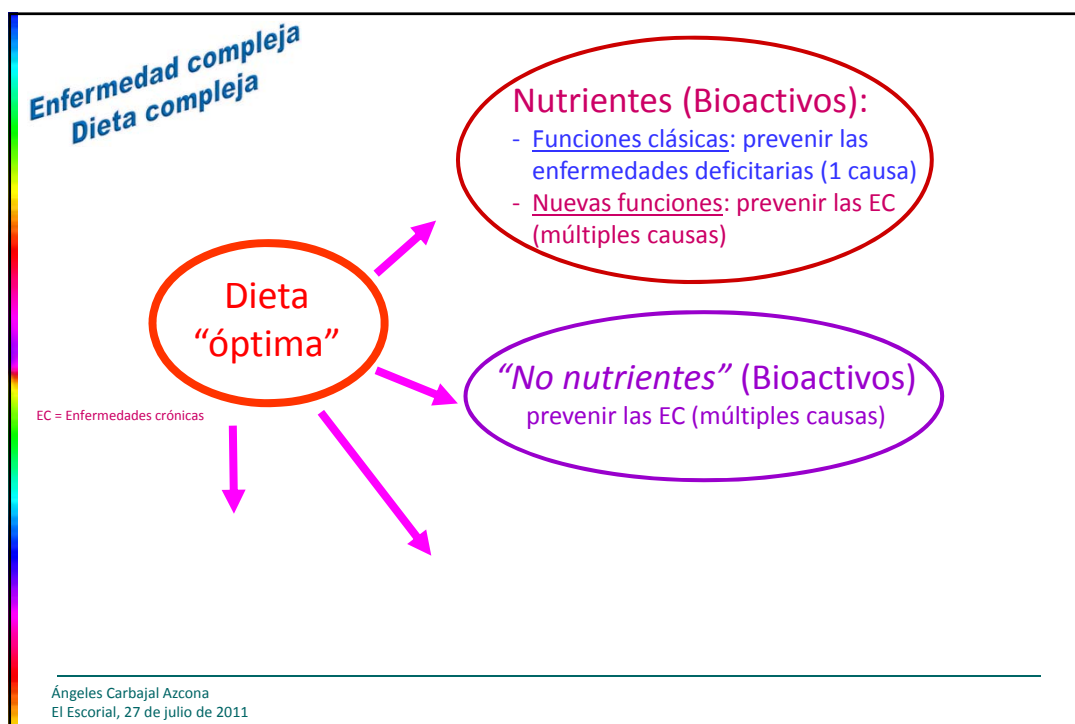 Enfermedad compleja
Dieta compleja
Nutrientes (Bioactivos):
- Funciones clásicas: prevenir las
enfermedades deficitarias (1 causa)
- Nuevas funciones: prevenir las EC
(múltiples causas)
Dieta
“óptima”
“No nutrientes” (Bioactivos)
prevenir las EC (múltiples causas)
EC = Enfermedades crónicas
Ángeles Carbajal Azcona
El Escorial, 27 de julio de 2011